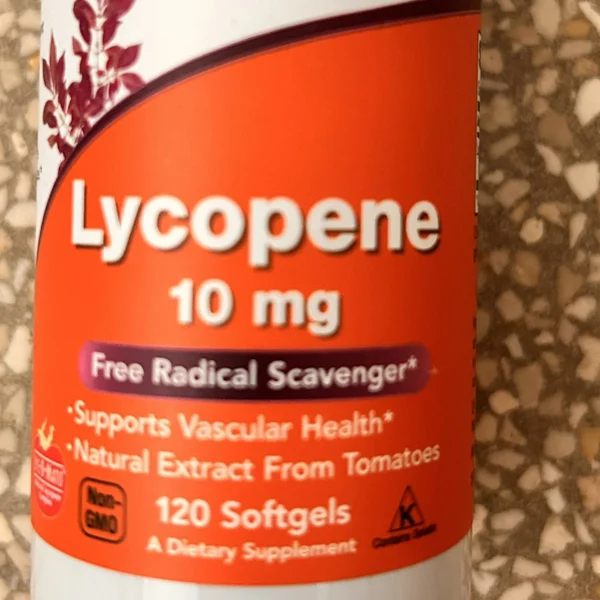 Lycopene
10 mg
Free Radical Scavenger*
·Supports Vascular Health*
·Natural Extract From Tomatoes
Non-
GMO
120 Softgels
K
A Dietary Supplement